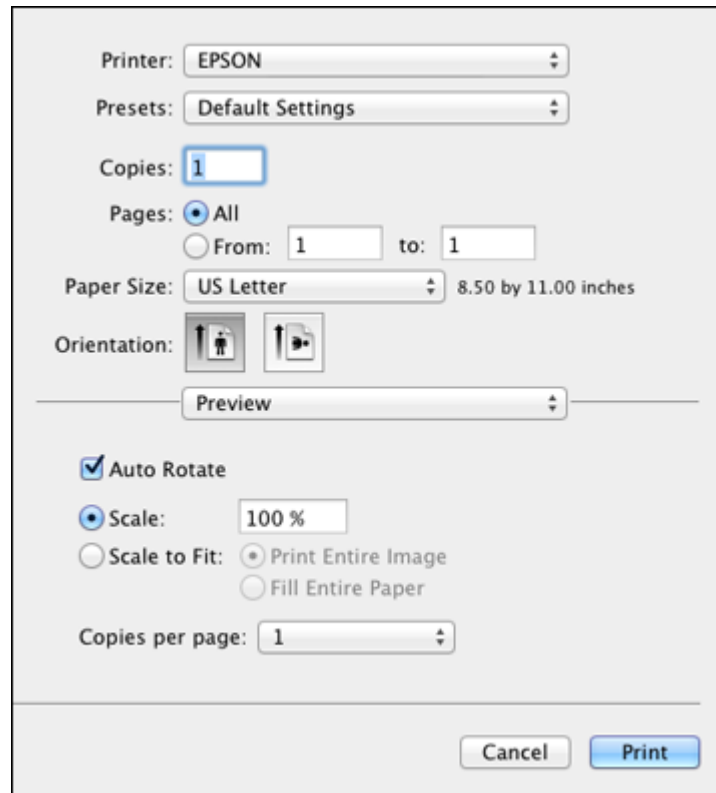 Printer: EPSON
Presets: Default Settings
Copies: 1
Pages: All
From: 1 to: 1
Paper Size: US Letter 8.50 by 11.00 inches
Orientation:
Preview
Auto Rotate
Scale: 100 %
Scale to Fit: Print Entire Image
Fill Entire Paper
Copies per page: 1
Cancel Print